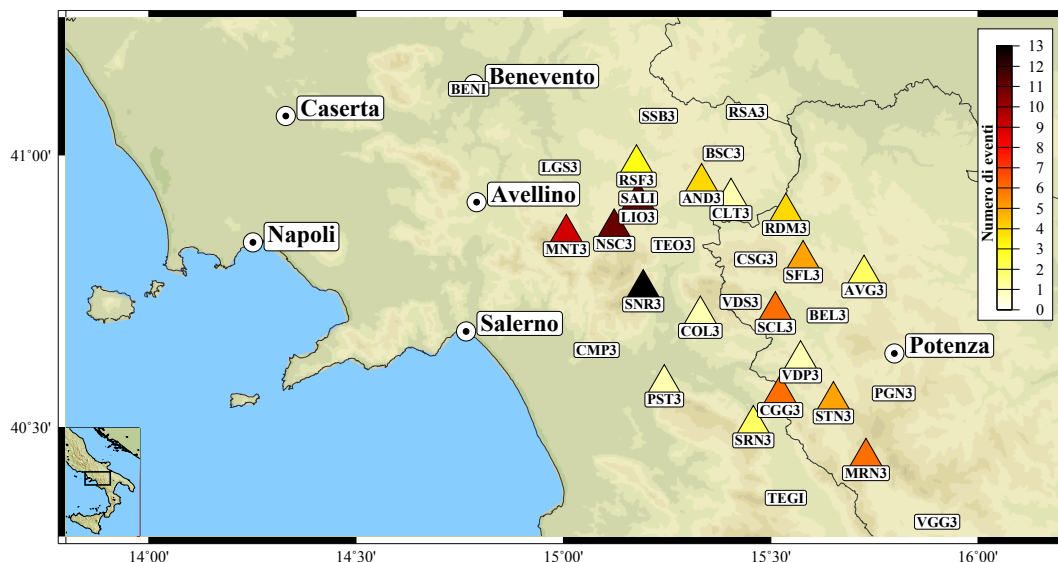 Benevento
BENI
Caserta
SSB3
RSA3
41°00'
BSC3
LGS3
RSF3
Avellino
SALI
AND3
CLT3
LIO3
RDM3
Napoli
MNT3
NSC3
TEO3
CSG3
SFL3
AVG3
SNR3
VDS3
BEL3
Salerno
COL3
SCL3
CMP3
Potenza
VDP3
PGN3
PST3
CGG3
STN3
40°30'
SRN3
MRN3
TEGI
VGG3
14°00'
14°30'
15°00'
15°30'
16°00'
Numero di eventi
13
12
11
10
9
8
7
6
5
4
3
2
1
0